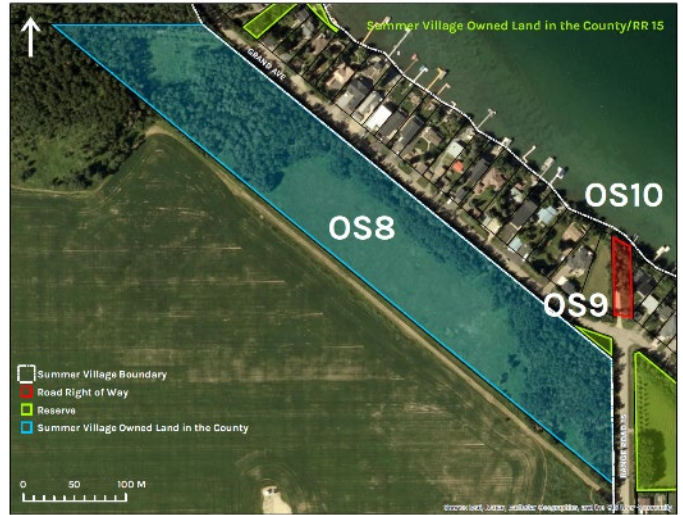 Summer Village Owned Land in the County/RR 15
GRAND AVE
OS10
OS8
OS9
Summer Village Boundary
Road Right of Way
Reserve
Summer Village Owned Land in the County
RANGE ROAD 15
0 50 100 M